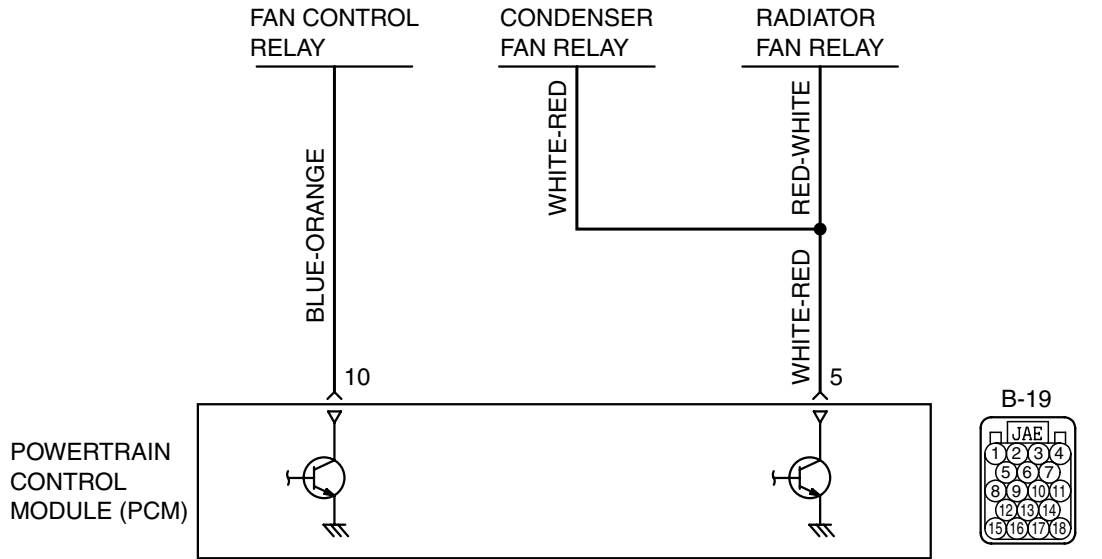 FAN CONTROL
RELAY
CONDENSER
FAN RELAY
RADIATOR
FAN RELAY
BLUE-ORANGE
WHITE-RED
RED-WHITE
WHITE-RED
10
5
POWERTRAIN
CONTROL
MODULE (PCM)
B-19
JAE
1 2 3 4
5 6 7
8 9 10 11
12 13 14
15 16 17 18